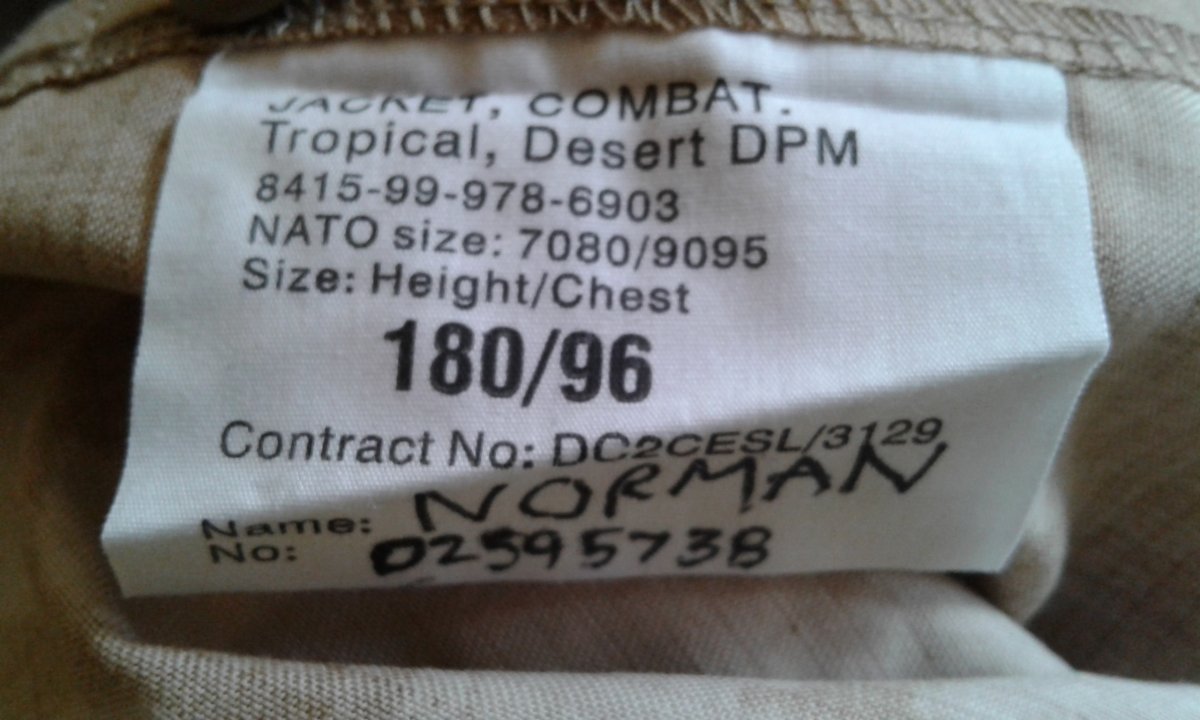 JACKET, COMBAT.
Tropical, Desert DPM
8415-99-978-6903
NATO size: 7080/9095
Size: Height/Chest
180/96
Contract No: DC2CESL/3129
Name: NORMAN
No: 02595738